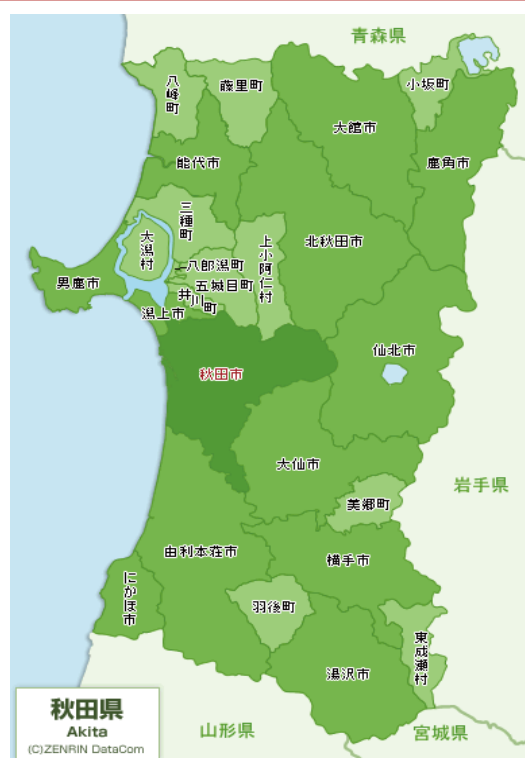 青森県
小坂町
八峰町
藤里町
大館市
鹿角市
能代市
三種町
大潟村
北秋田市
上小阿仁村
八郎潟町
男鹿市
五城目町
井川町
潟上市
仙北市
秋田市
大仙市
岩手県
美郷町
由利本荘市
横手市
にかほ市
羽後町
東成瀬村
湯沢市
秋田県
Akita
(C)ZENRIN DataCom
山形県
宮城県